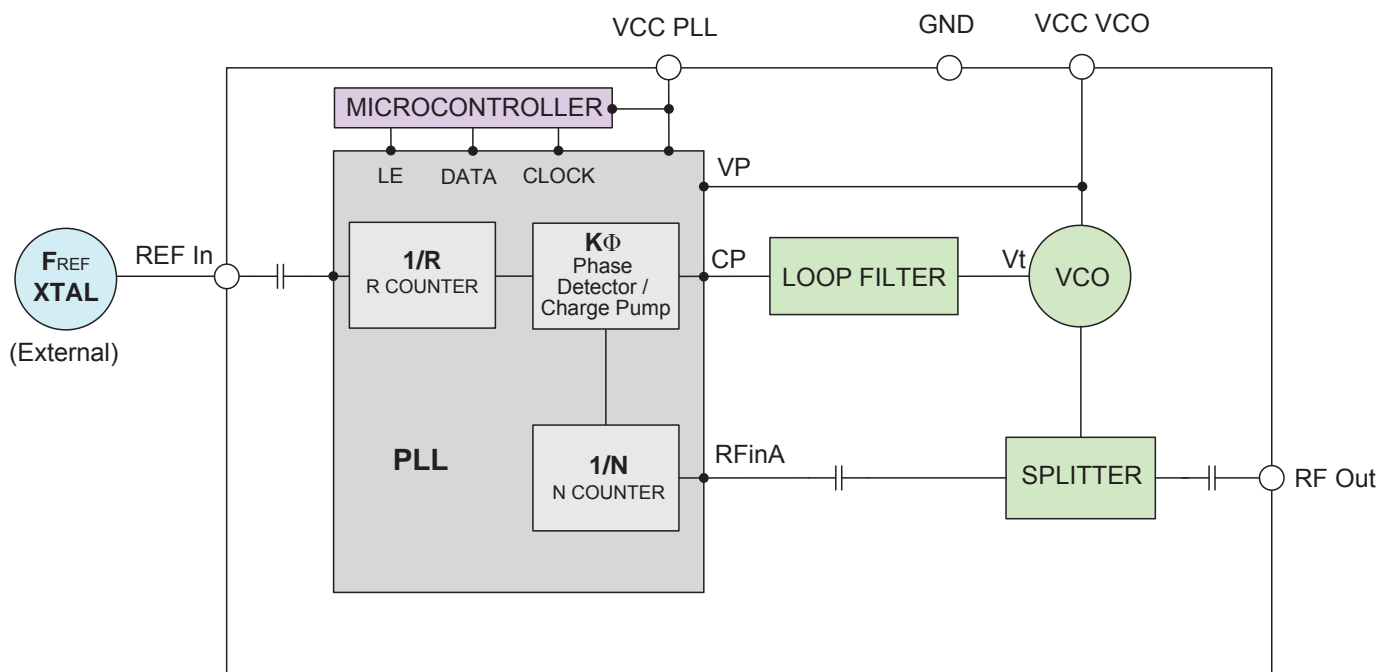 VCC PLL
GND
VCC VCO
MICROCONTROLLER
LE
DATA
CLOCK
VP
FREF
XTAL
(External)
REF In
1/R
R COUNTER
KΦ
Phase
Detector /
Charge Pump
CP
LOOP FILTER
Vt
VCO
PLL
1/N
N COUNTER
RFinA
SPLITTER
RF Out